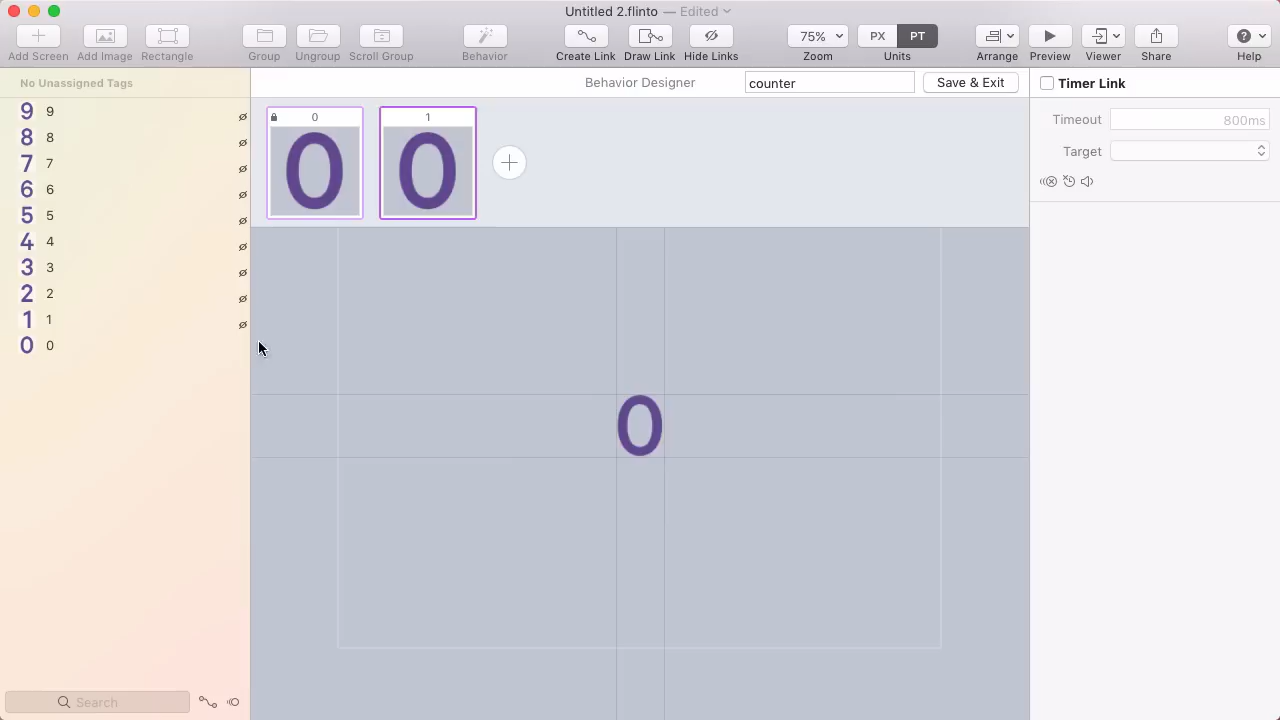 Untitled 2.flinto — Edited
Add Screen Add Image Rectangle Group Ungroup Scroll Group Behavior Create Link Draw Link Hide Links 75% Zoom PX PT Units Arrange Preview Viewer Share Help
No Unassigned Tags
Behavior Designer counter Save & Exit
Timer Link
9 9
8 8
7 7
6 6
5 5
4 4
3 3
2 2
1 1
0 0
0 1
0 0
Timeout 800ms
Target
0
Search